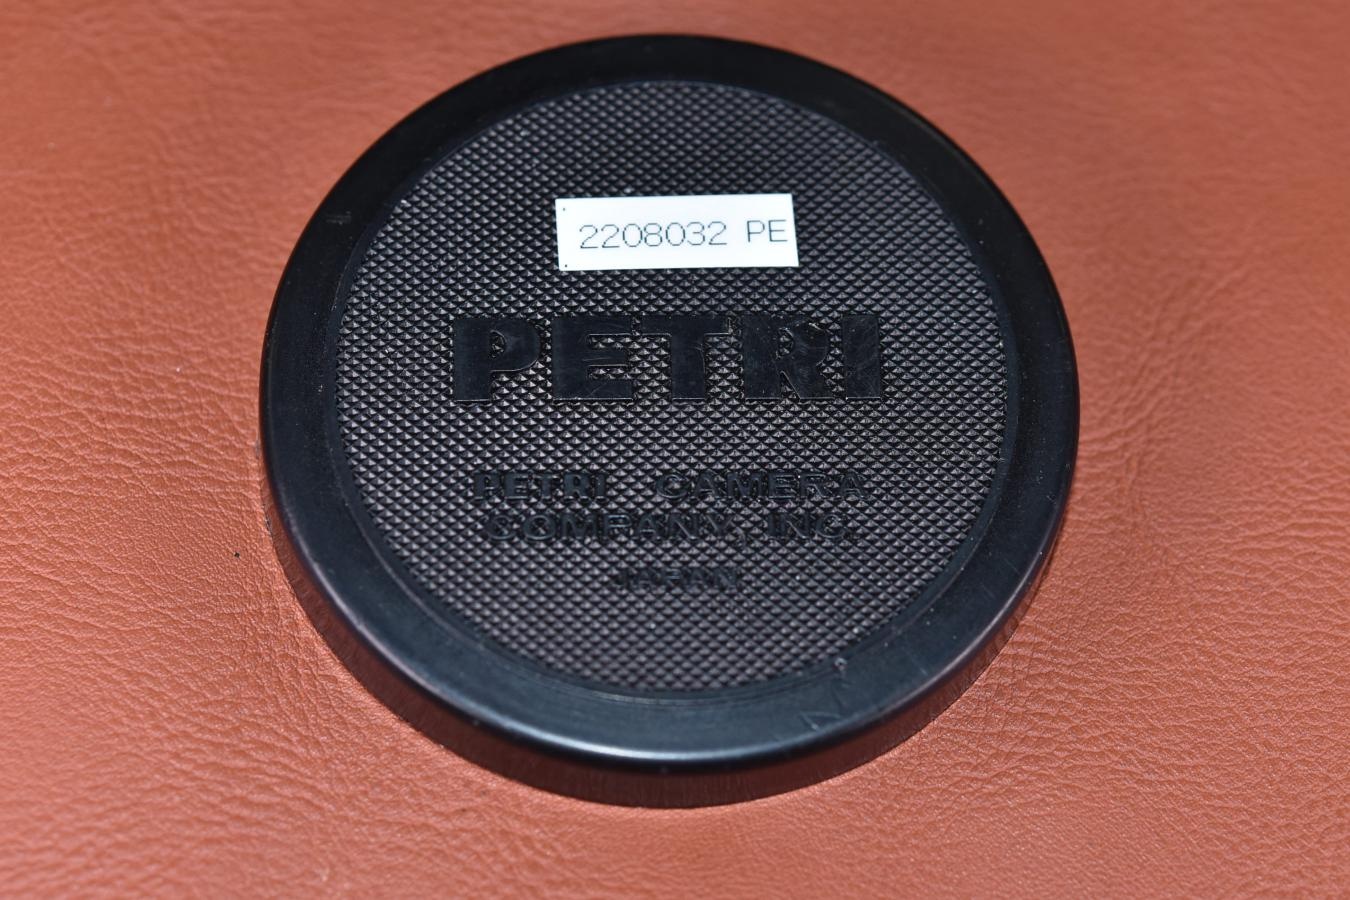 2208032 PE
PETRI
PETRI CAMERA
COMPANY, INC.
JAPAN